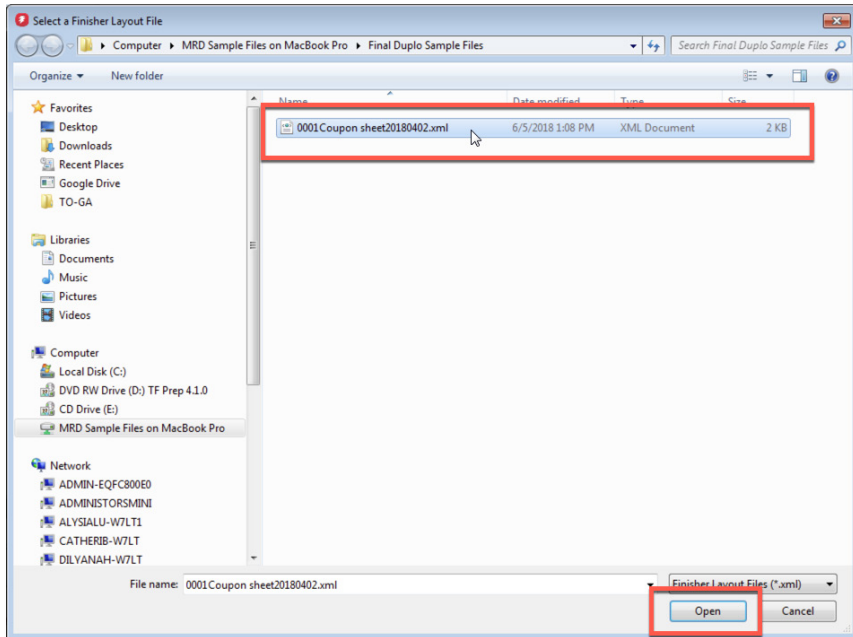 Select a Finisher Layout File
Computer MRD Sample Files on MacBook Pro Final Duplo Sample Files
Search Final Duplo Sample Files
Organize New folder
Name Date modified Type Size
0001Coupon sheet20180402.xml 6/5/2018 1:08 PM XML Document 2 KB
Favorites
Desktop
Downloads
Recent Places
Google Drive
TO-GA
Libraries
Documents
Music
Pictures
Videos
Computer
Local Disk (C:)
DVD RW Drive (D:) TF Prep 4.1.0
CD Drive (E:)
MRD Sample Files on MacBook Pro
Network
ADMIN-EQFC800E0
ADMINISTORSMINI
ALYSIALU-W7LT1
CATHERIB-W7LT
DILYANAH-W7LT
File name: 0001Coupon sheet20180402.xml
Finisher Layout Files (*.xml)
Open Cancel